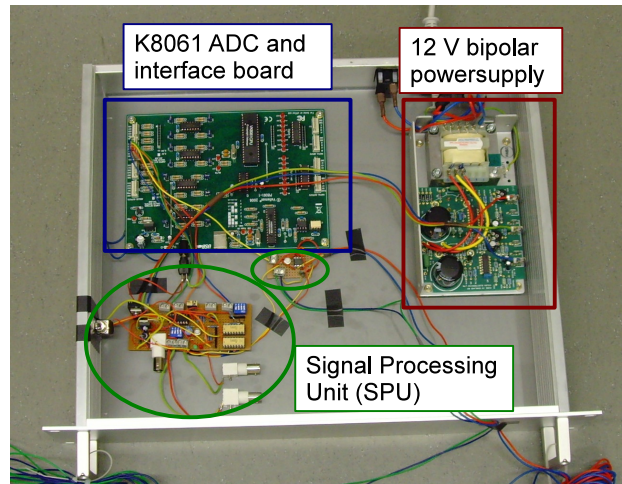 K8061 ADC and
interface board
12 V bipolar
powersupply
Signal Processing
Unit (SPU)